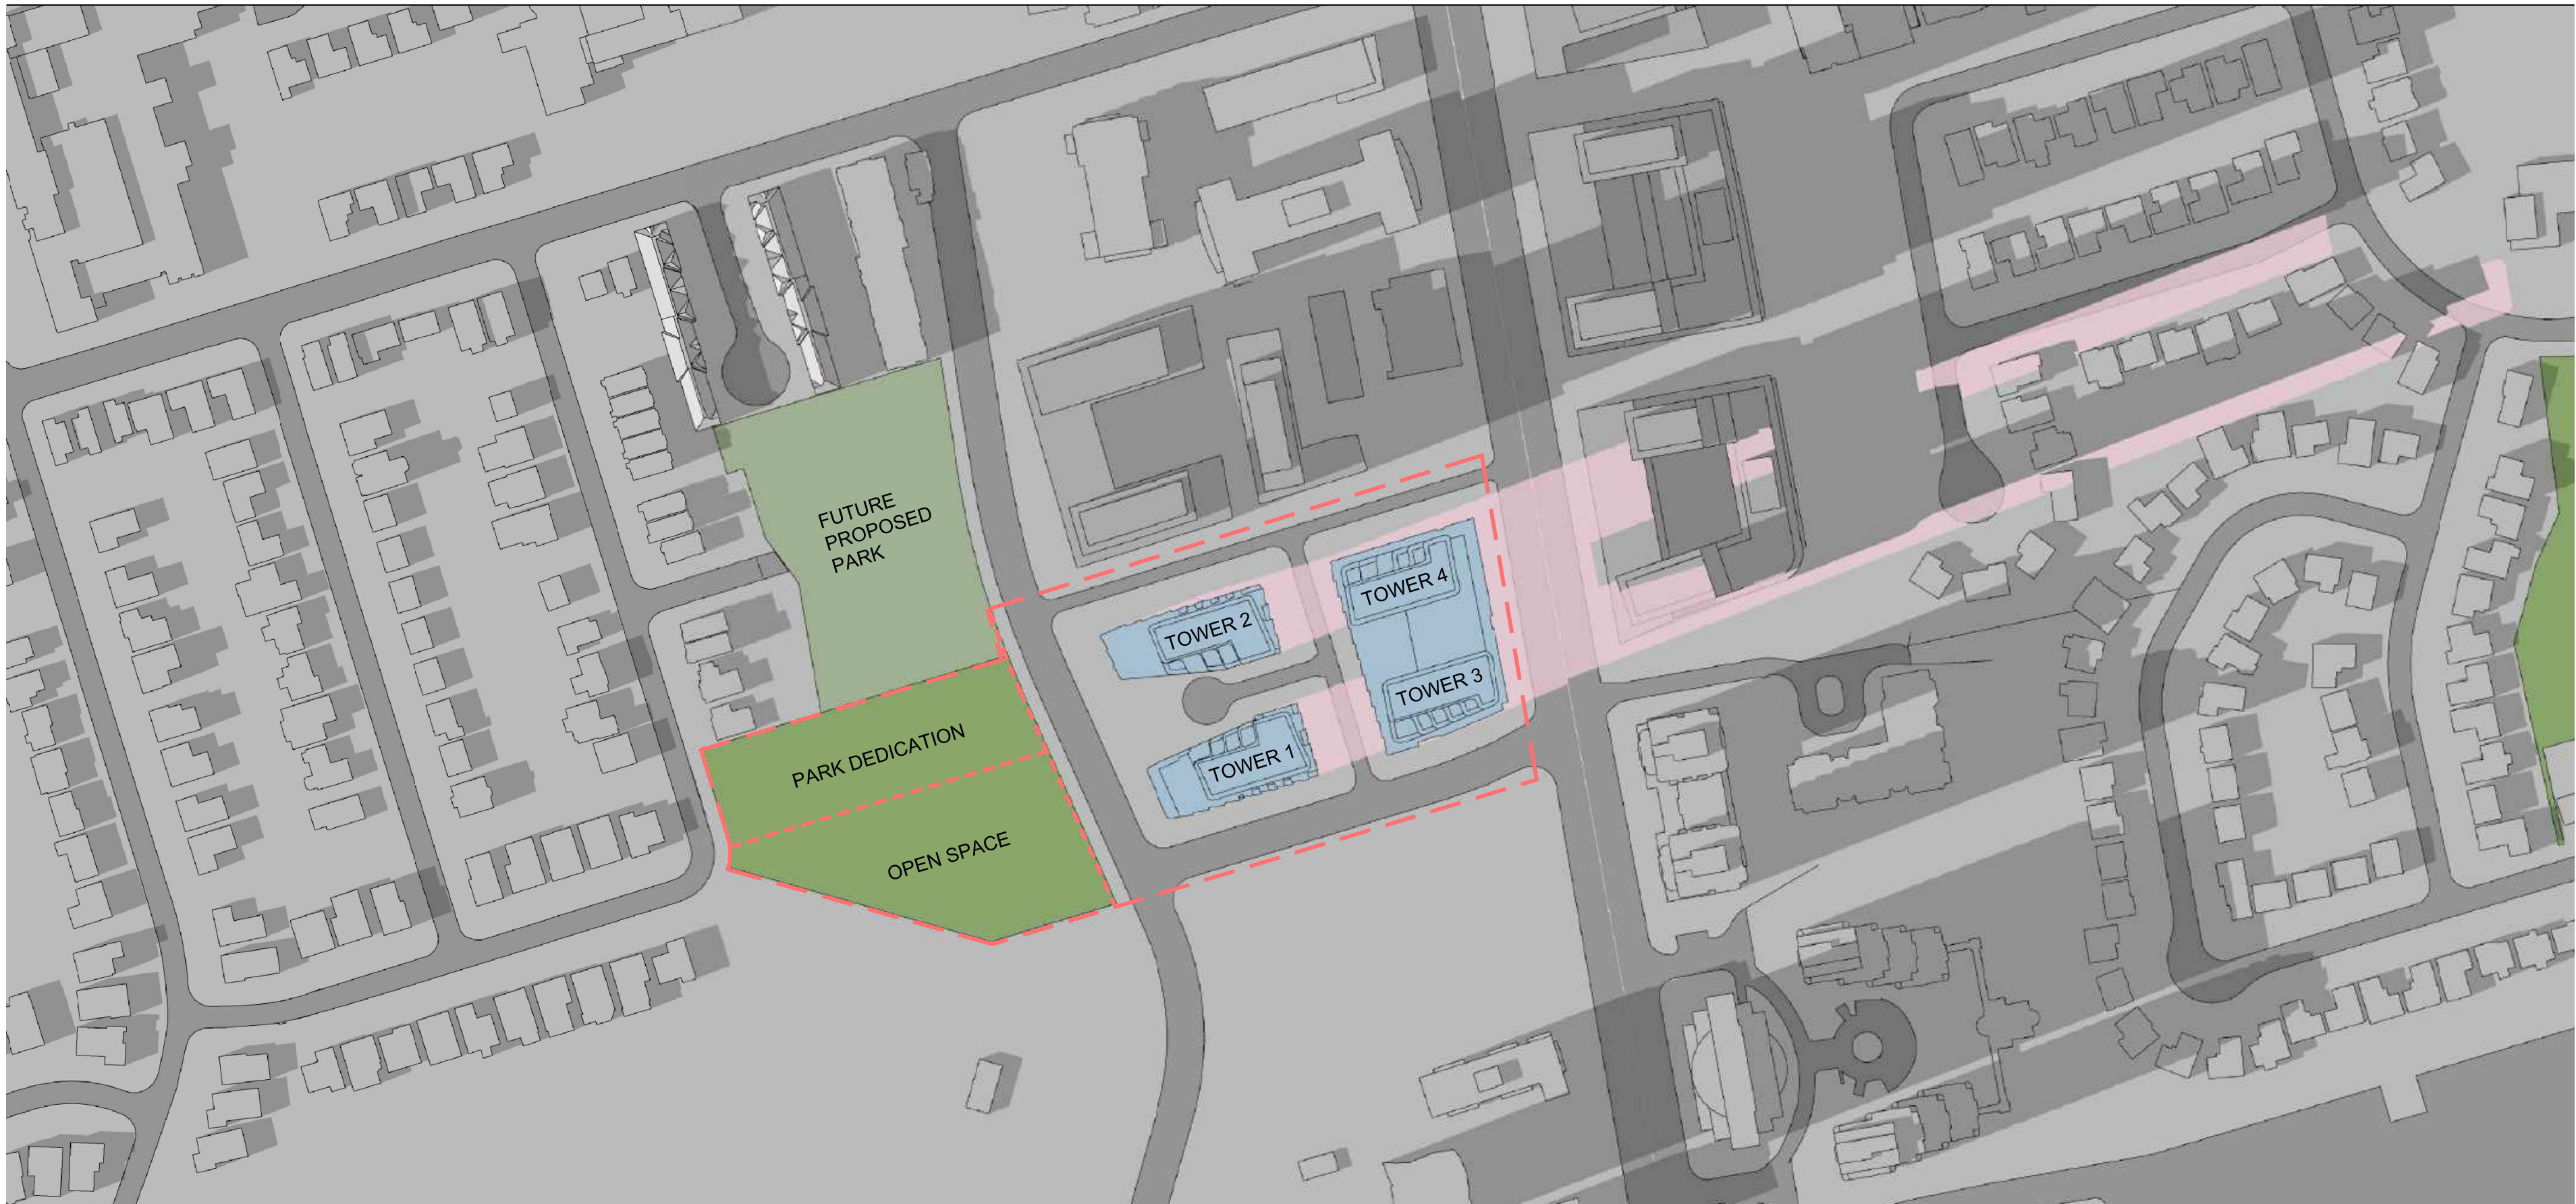 FUTURE
PROPOSED
PARK
TOWER 4
TOWER 2
TOWER 3
PARK DEDICATION
TOWER 1
OPEN SPACE